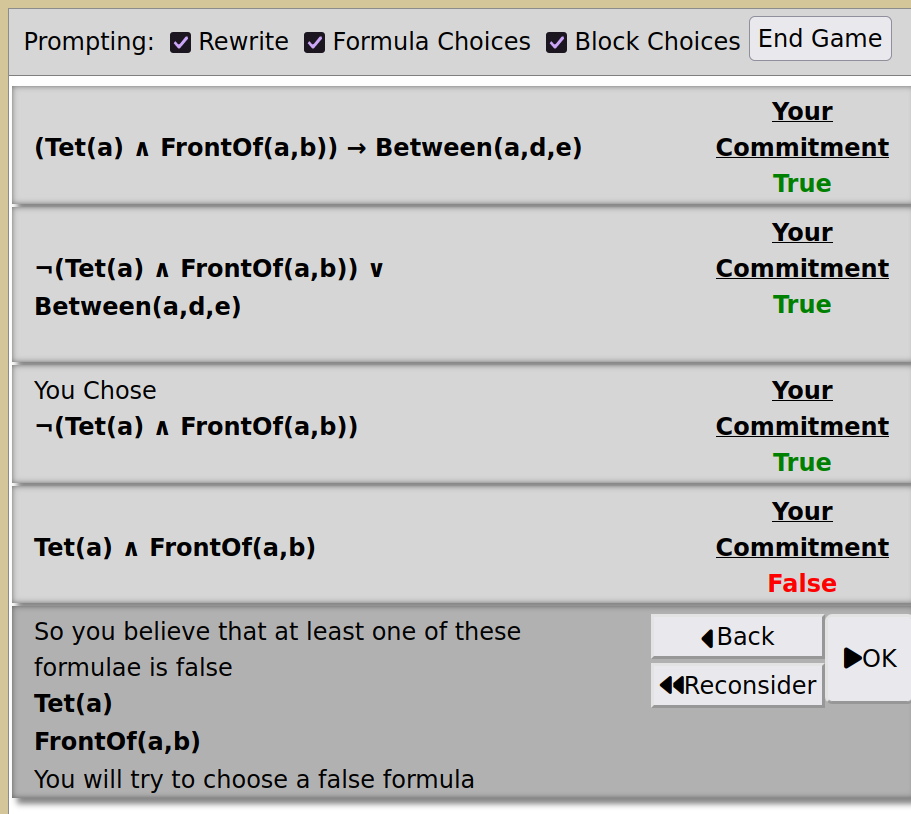 Prompting: Rewrite Formula Choices Block Choices End Game
(Tet(a) ∧ FrontOf(a,b)) → Between(a,d,e)
Your
Commitment
True
¬(Tet(a) ∧ FrontOf(a,b)) ∨
Between(a,d,e)
Your
Commitment
True
You Chose
¬(Tet(a) ∧ FrontOf(a,b))
Your
Commitment
True
Tet(a) ∧ FrontOf(a,b)
Your
Commitment
False
So you believe that at least one of these
formulae is false
Tet(a)
FrontOf(a,b)
You will try to choose a false formula
◀Back
◀◀Reconsider
▶OK